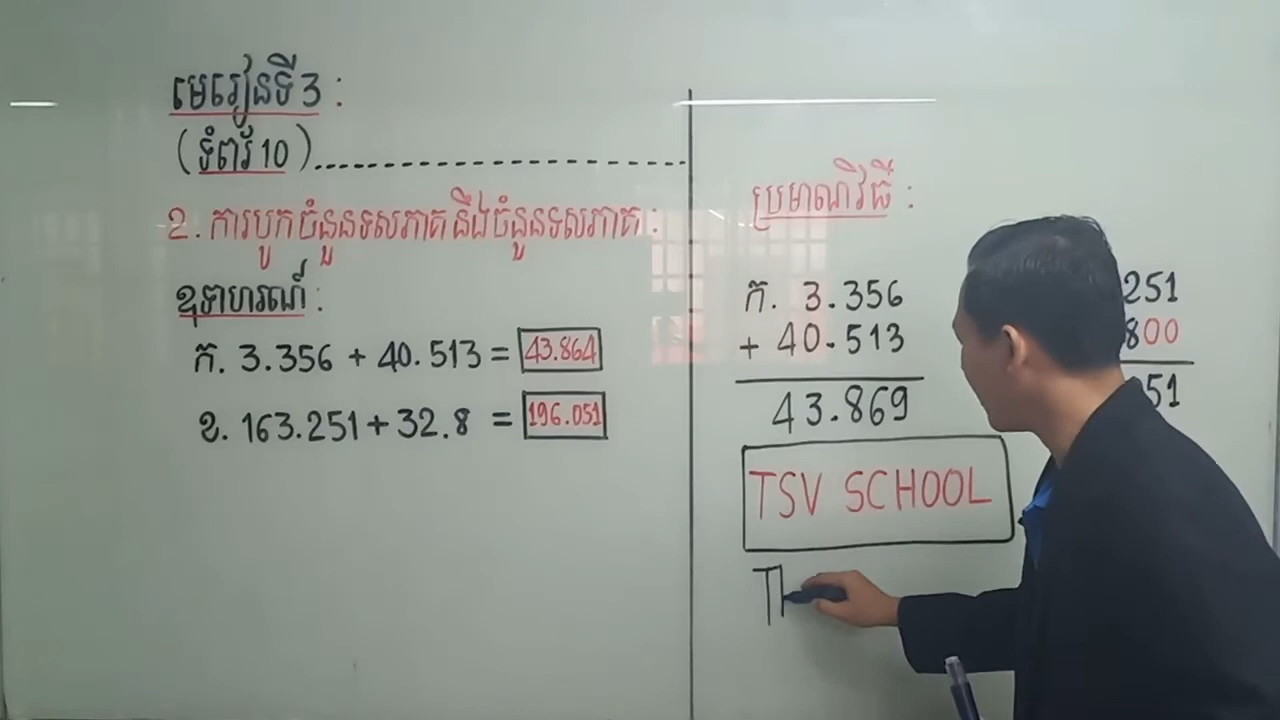 មេរៀនទី 3 :
(ទំព័រ 10)
ខ. ការបូកចំនួនទសភាគនឹងចំនួនទសភាគ :
ឧទាហរណ៍ :
ក. 3.356 + 40.513 = 43.864
ខ. 163.251 + 32.8 = 196.051
ប្រមាណវិធី :
ក. 3.356
+ 40.513
43.869
251
800
51
TSV SCHOOL
Th